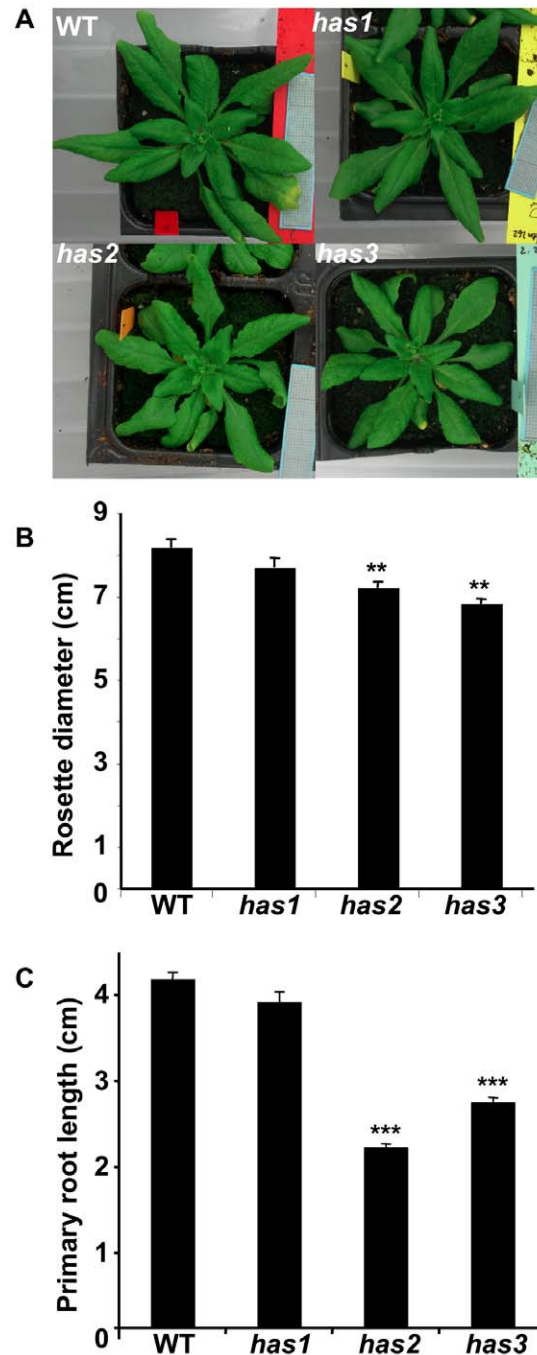 A
WT
has1
has2
has3
B
Rosette diameter (cm)
9
7
5
3
1
0
**
**
WT
has1
has2
has3
C
Primary root length (cm)
4
3
2
1
0
***
***
WT
has1
has2
has3